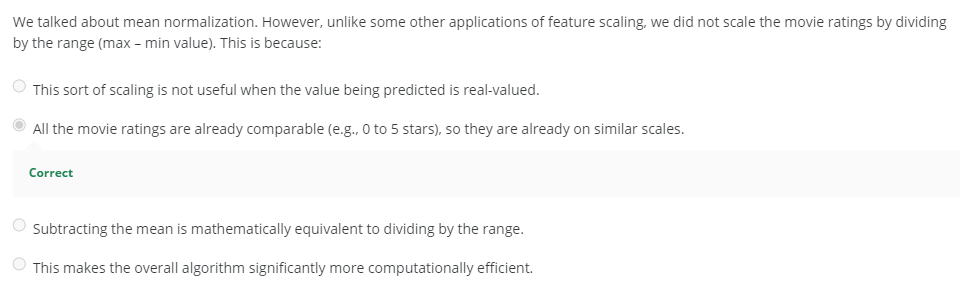 We talked about mean normalization. However, unlike some other applications of feature scaling, we did not scale the movie ratings by dividing
by the range (max – min value). This is because:
This sort of scaling is not useful when the value being predicted is real-valued.
All the movie ratings are already comparable (e.g., 0 to 5 stars), so they are already on similar scales.
Correct
Subtracting the mean is mathematically equivalent to dividing by the range.
This makes the overall algorithm significantly more computationally efficient.